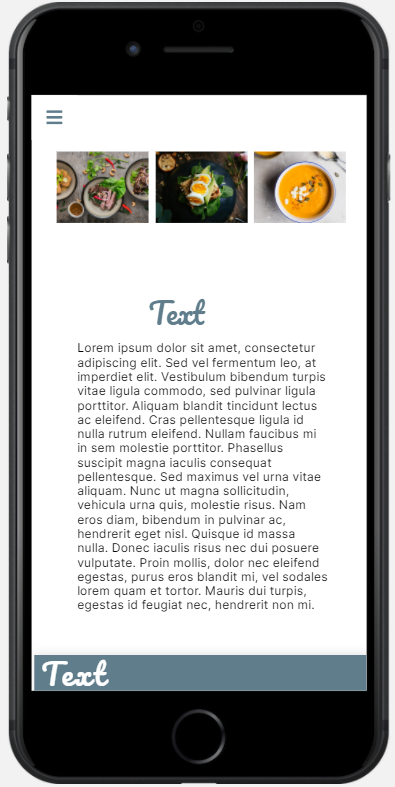 Text
Lorem ipsum dolor sit amet, consectetur
adipiscing elit. Sed vel fermentum leo, at
imperdiet elit. Vestibulum bibendum turpis
vitae ligula commodo, sed pulvinar ligula
porttitor. Aliquam blandit tincidunt lectus
ac eleifend. Cras pellentesque ligula id
nulla rutrum eleifend. Nullam faucibus mi
in sem molestie porttitor. Phasellus
suscipit magna iaculis consequat
pellentesque. Sed maximus vel urna vitae
aliquam. Nunc ut magna sollicitudin,
vehicula urna quis, molestie risus. Nam
eros diam, bibendum in pulvinar ac,
hendrerit eget nisl. Quisque id massa
nulla. Donec iaculis risus nec dui posuere
vulputate. Proin mollis, dolor nec eleifend
egestas, purus eros blandit mi, vel sodales
lorem quam et tortor. Mauris dui turpis,
egestas id feugiat nec, hendrerit non mi.
Text